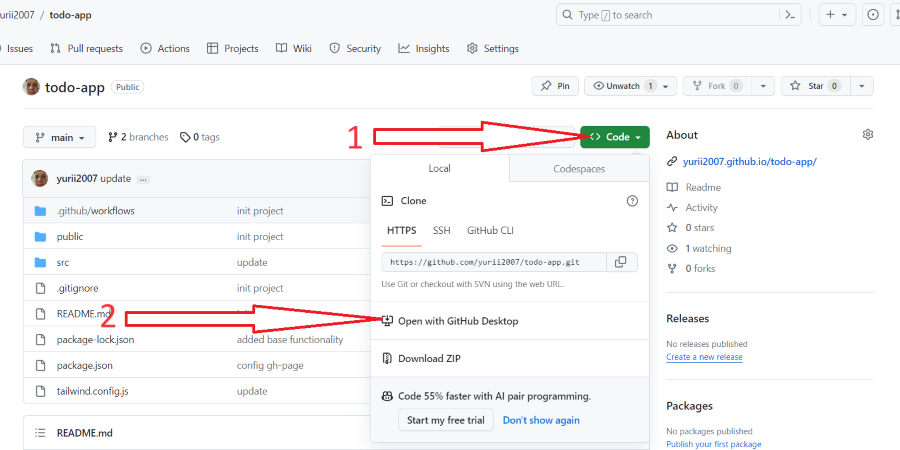 yurii2007 / todo-app Type / to search
Issues Pull requests Actions Projects Wiki Security Insights Settings
todo-app Public Pin Unwatch 1 Fork 0 Star 0
main 2 branches 0 tags 1 Code
yurii2007 update ...
.github/workflows init project
public init project
src update
.gitignore init project
README.md
2
package-lock.json added base functionality
package.json config gh-page
tailwind.config.js update
README.md
Local Codespaces
Clone
HTTPS SSH GitHub CLI
https://github.com/yurii2007/todo-app.git
Use Git or checkout with SVN using the web URL.
Open with GitHub Desktop
Download ZIP
Code 55% faster with AI pair programming.
Start my free trial Don't show again
About
yurii2007.github.io/todo-app/
Readme
Activity
0 stars
1 watching
0 forks
Releases
No releases published
Create a new release
Packages
No packages published
Publish your first package